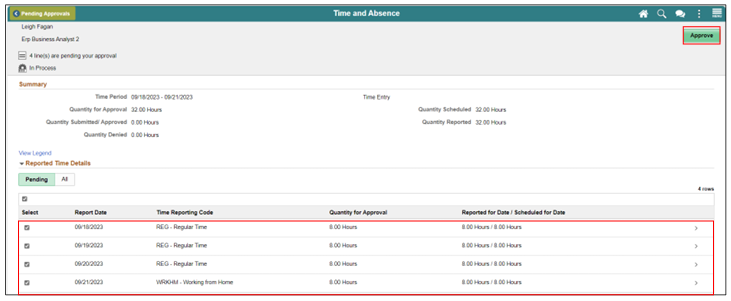 Pending Approvals
Time and Absence
Leigh Fagan
Approve
Erp Business Analyst 2
4 line(s) are pending your approval
In Process
Summary
Time Period 09/18/2023 - 09/21/2023 Time Entry
Quantity for Approval 32.00 Hours Quantity Scheduled 32.00 Hours
Quantity Submitted/ Approved 0.00 Hours Quantity Reported 32.00 Hours
Quantity Denied 0.00 Hours
View Legend
Reported Time Details
Pending All
4 rows
Select Report Date Time Reporting Code Quantity for Approval Reported for Date / Scheduled for Date
09/18/2023 REG - Regular Time 8.00 Hours 8.00 Hours / 8.00 Hours
09/19/2023 REG - Regular Time 8.00 Hours 8.00 Hours / 8.00 Hours
09/20/2023 REG - Regular Time 8.00 Hours 8.00 Hours / 8.00 Hours
09/21/2023 WRKHM - Working from Home 8.00 Hours 8.00 Hours / 8.00 Hours